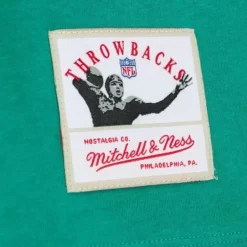 THROWBACKS
NFL
NOSTALGIA CO.
Mitchell & Ness
PHILADELPHIA, PA.